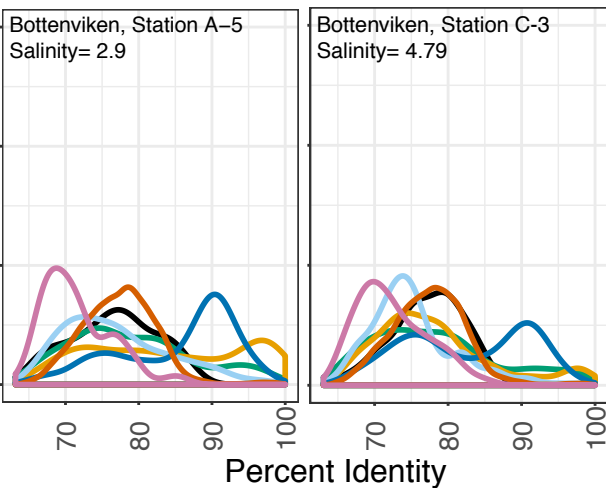 Bottenviken, Station A−5
Salinity= 2.9
Bottenviken, Station C-3
Salinity= 4.79
70 80 90 100
70 80 90 100
Percent Identity